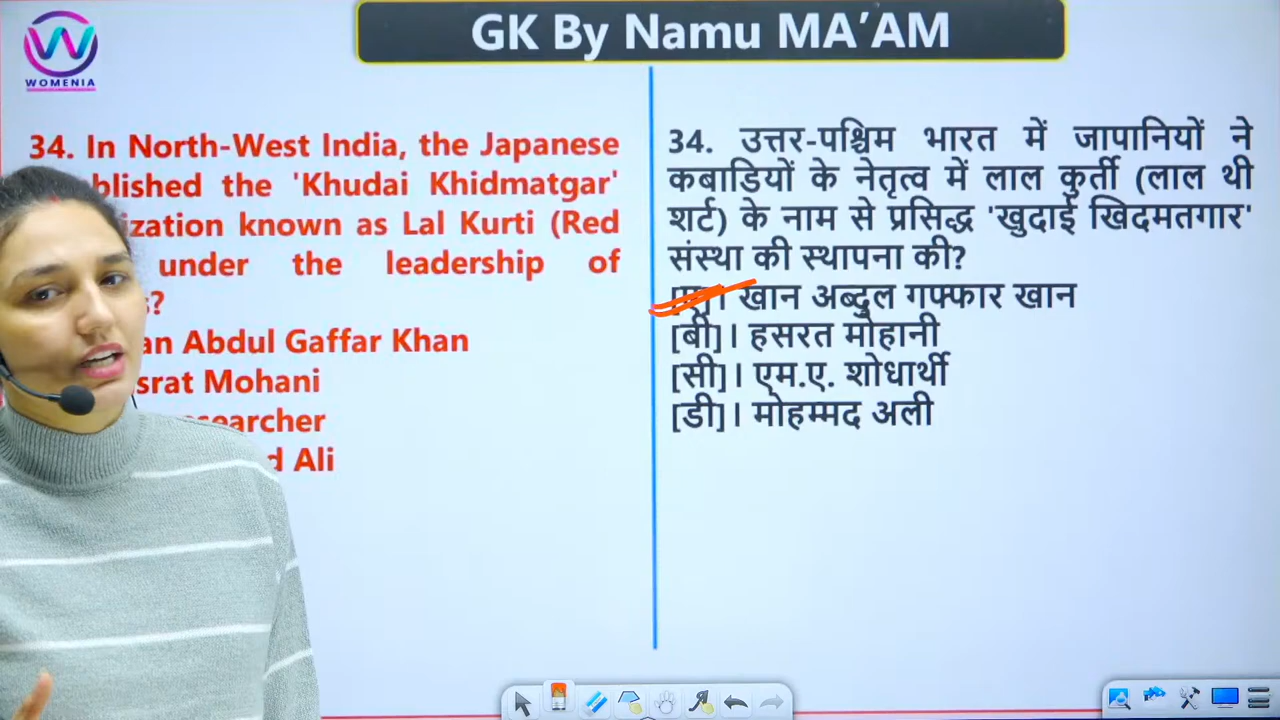 WOMENIA
GK By Namu MA’AM
34. In North-West India, the Japanese
blished the 'Khudai Khidmatgar'
ization known as Lal Kurti (Red
under the leadership of
s?
an Abdul Gaffar Khan
srat Mohani
searcher
d Ali
34. उत्तर-पश्चिम भारत में जापानियों ने
कबाडियों के नेतृत्व में लाल कुर्ती (लाल थी
शर्ट) के नाम से प्रसिद्ध 'खुदाई खिदमतगार'
संस्था की स्थापना की?
[ए]। खान अब्दुल गफ्फार खान
[बी]। हसरत मोहानी
[सी]। एम.ए. शोधार्थी
[डी]। मोहम्मद अली